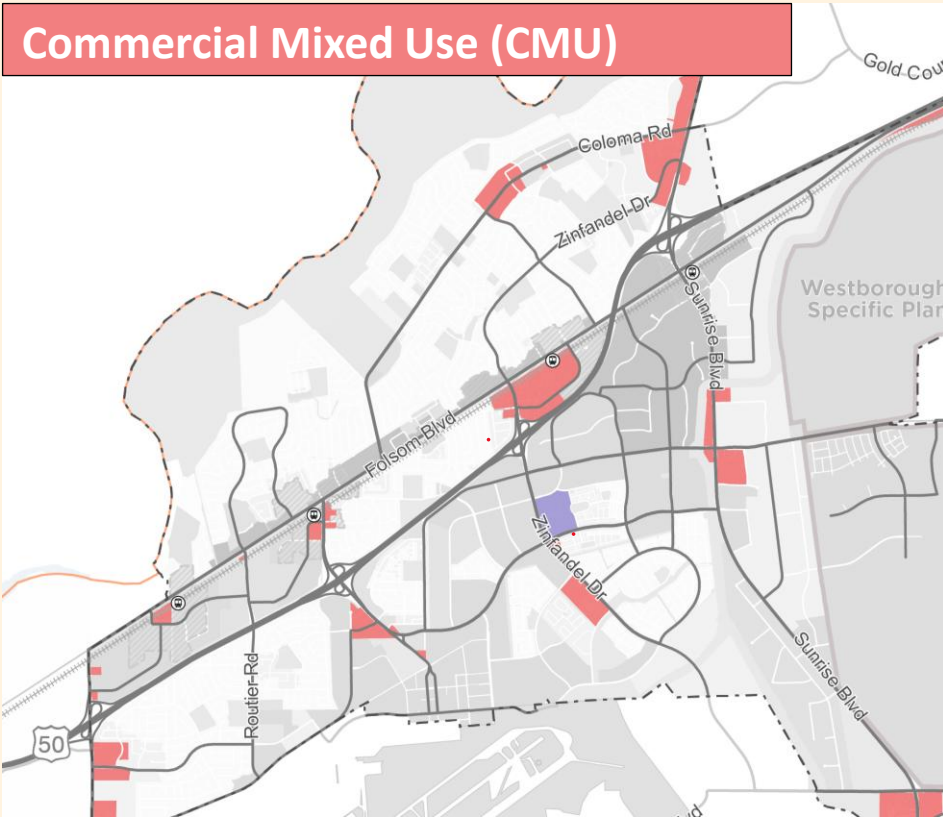 Commercial Mixed Use (CMU)
Gold Cou
Coloma Rd
Zinfandel Dr
Westborough
Specific Plan
Sunrise Blvd
Folsom Blvd
Zinfandel Dr
Sunrise Blvd
Routier Rd
50